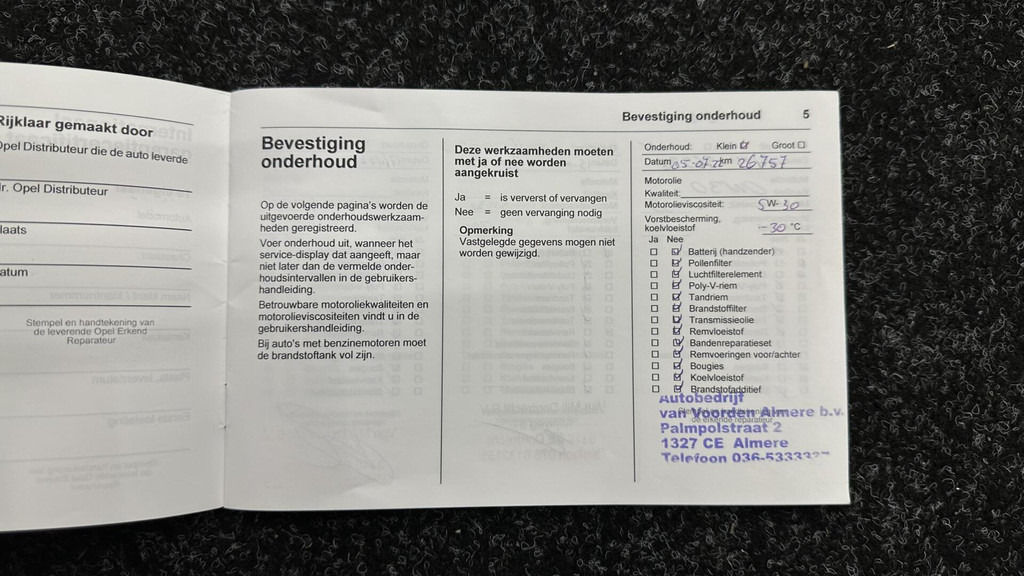 Rijklaar gemaakt door
Opel Distributeur die de auto leverde
Opel Distributeur
Stempel en handtekening van
de leverende Opel Erkend
Reparateur
Bevestiging onderhoud 5
Bevestiging
onderhoud
Op de volgende pagina's worden de
uitgevoerde onderhoudswerkzaam-
heden geregistreerd.
Voer onderhoud uit, wanneer het
service-display dat aangeeft, maar
niet later dan de vermelde onder-
houdsintervallen in de gebruikers-
handleiding.
Betrouwbare motoroliekwaliteiten en
motorolieviscositeiten vindt u in de
gebruikershandleiding.
Bij auto's met benzinemotoren moet
de brandstoftank vol zijn.
Deze werkzaamheden moeten
met ja of nee worden
aangekruist
Ja = is ververst of vervangen
Nee = geen vervanging nodig
Opmerking
Vastgelegde gegevens mogen niet
worden gewijzigd.
Onderhoud: Klein Groot
Datum 05-07 km 26757
Motorolie
Kwaliteit:
Motorolieviscositeit: 5W-30
Vorstbescherming,
koelvloeistof -30 °C
Ja Nee
Batterij (handzender)
Pollenfilter
Luchtfilterelement
Poly-V-riem
Tandriem
Brandstoffilter
Transmissieolie
Remvloeistof
Bandenreparatieset
Remvoeringen voor/achter
Bougies
Koelvloeistof
Brandstofadditief
Autobedrijf
van Voorden Almere b.v.
de erkende reparateur
Palmpolstraat 2
1327 CE Almere
Telefoon 036-53333